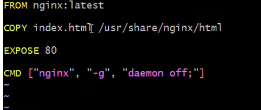 FROM nginx:latest
COPY index.html /usr/share/nginx/html
EXPOSE 80
CMD ["nginx", "-g", "daemon off;"]
~
~